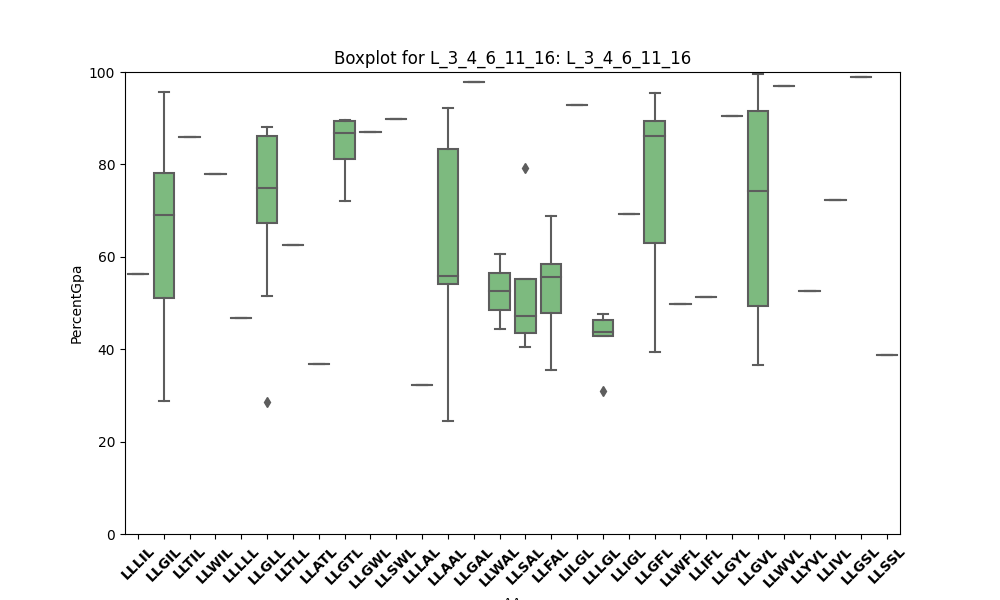 Boxplot for L_3_4_6_11_16: L_3_4_6_11_16
PercentGpa
100
80
60
40
20
0
LLLIL
LLGIL
LLTIL
LLWIL
LLLLL
LLGLL
LLTLL
LLATL
LLGTL
LLGWL
LLSWL
LLLAL
LLAAL
LLGAL
LLWAL
LLSAL
LLFAL
LILGL
LLLGL
LLIGL
LLGFL
LLWFL
LLIFL
LLGYL
LLGVL
LLWVL
LLYVL
LLIVL
LLGSL
LLSSL